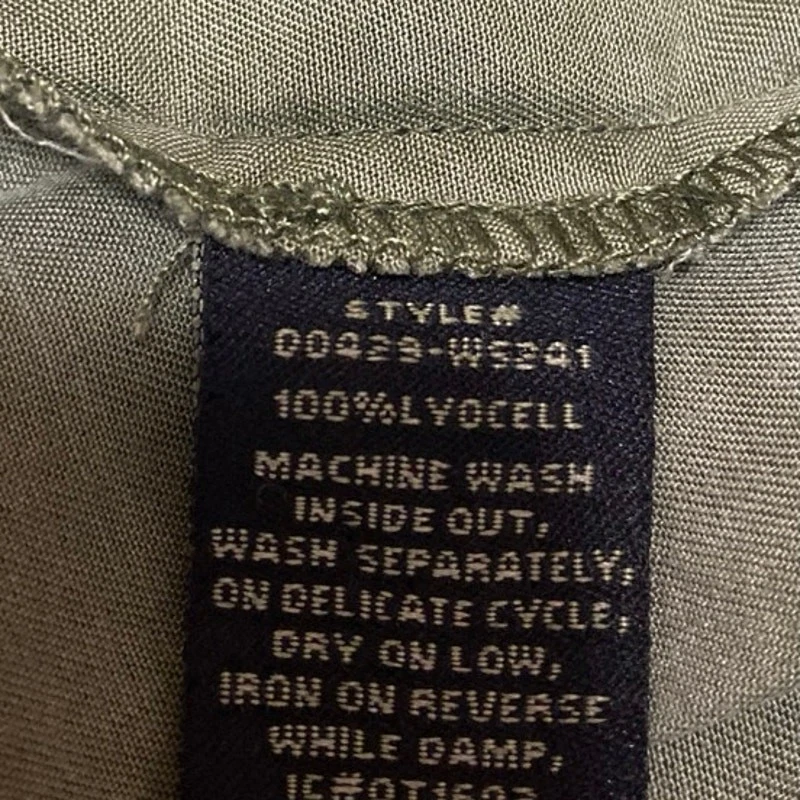 STYLE#
00429-WS241
100%LYOCELL
MACHINE WASH
INSIDE OUT,
WASH SEPARATELY,
ON DELICATE CYCLE,
DRY ON LOW,
IRON ON REVERSE
WHILE DAMP,